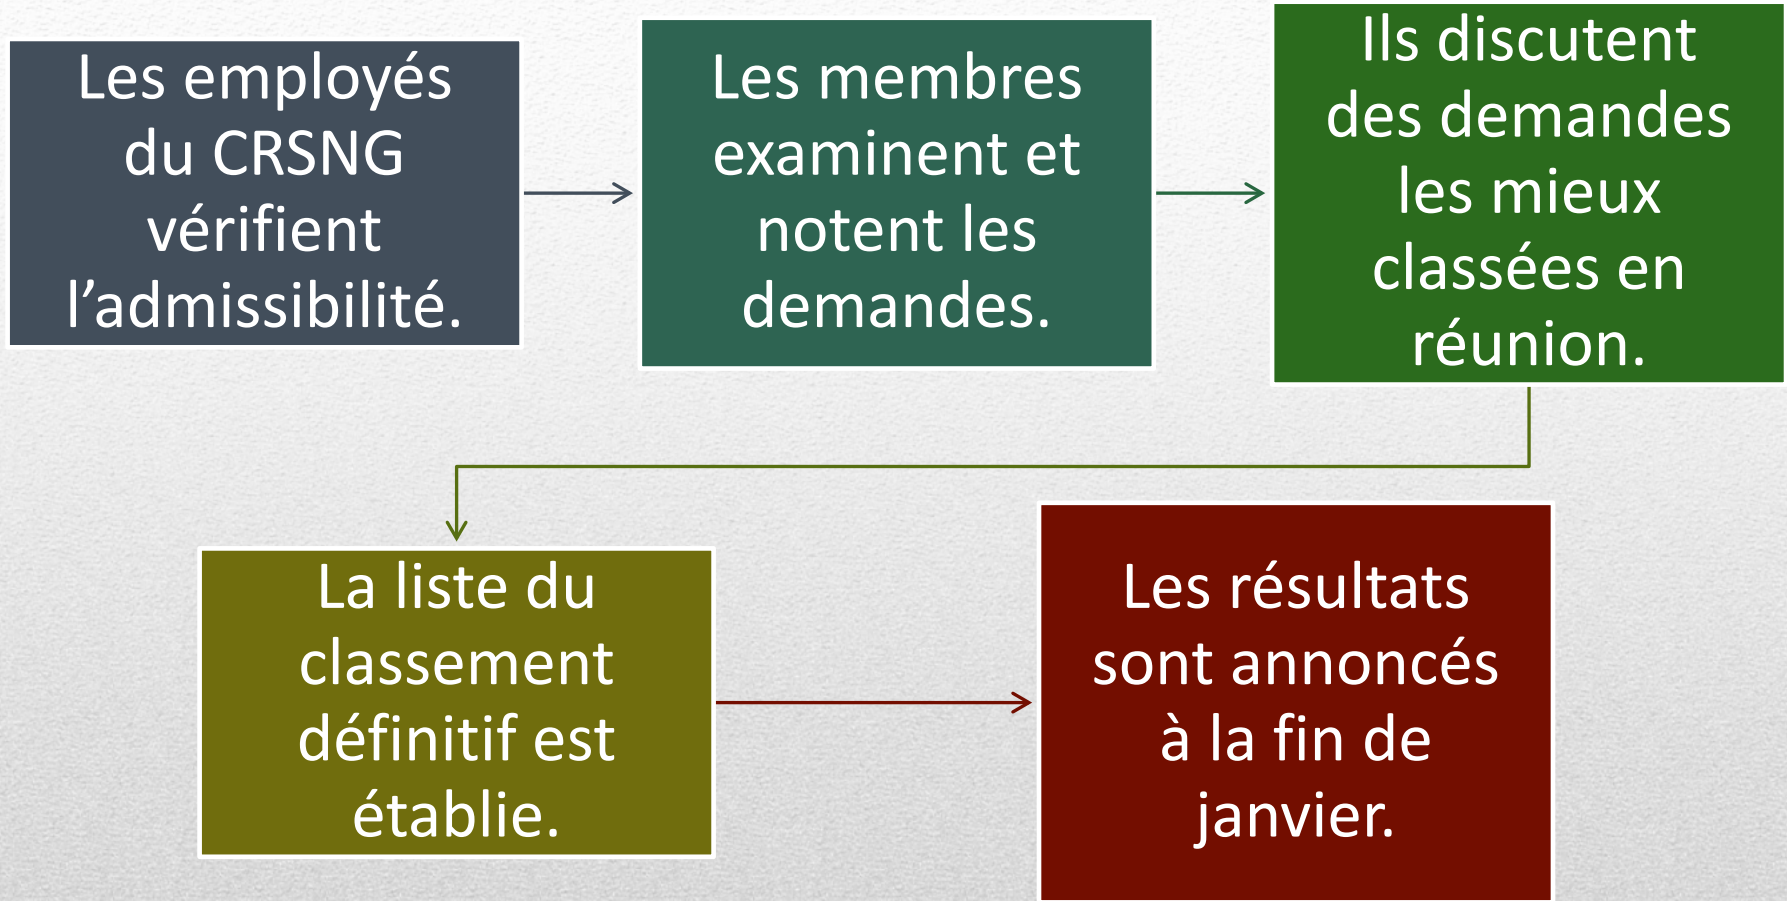 Les employés
du CRSNG
vérifient
l’admissibilité.
Les membres
examinent et
notent les
demandes.
Ils discutent
des demandes
les mieux
classées en
réunion.
La liste du
classement
définitif est
établie.
Les résultats
sont annoncés
à la fin de
janvier.